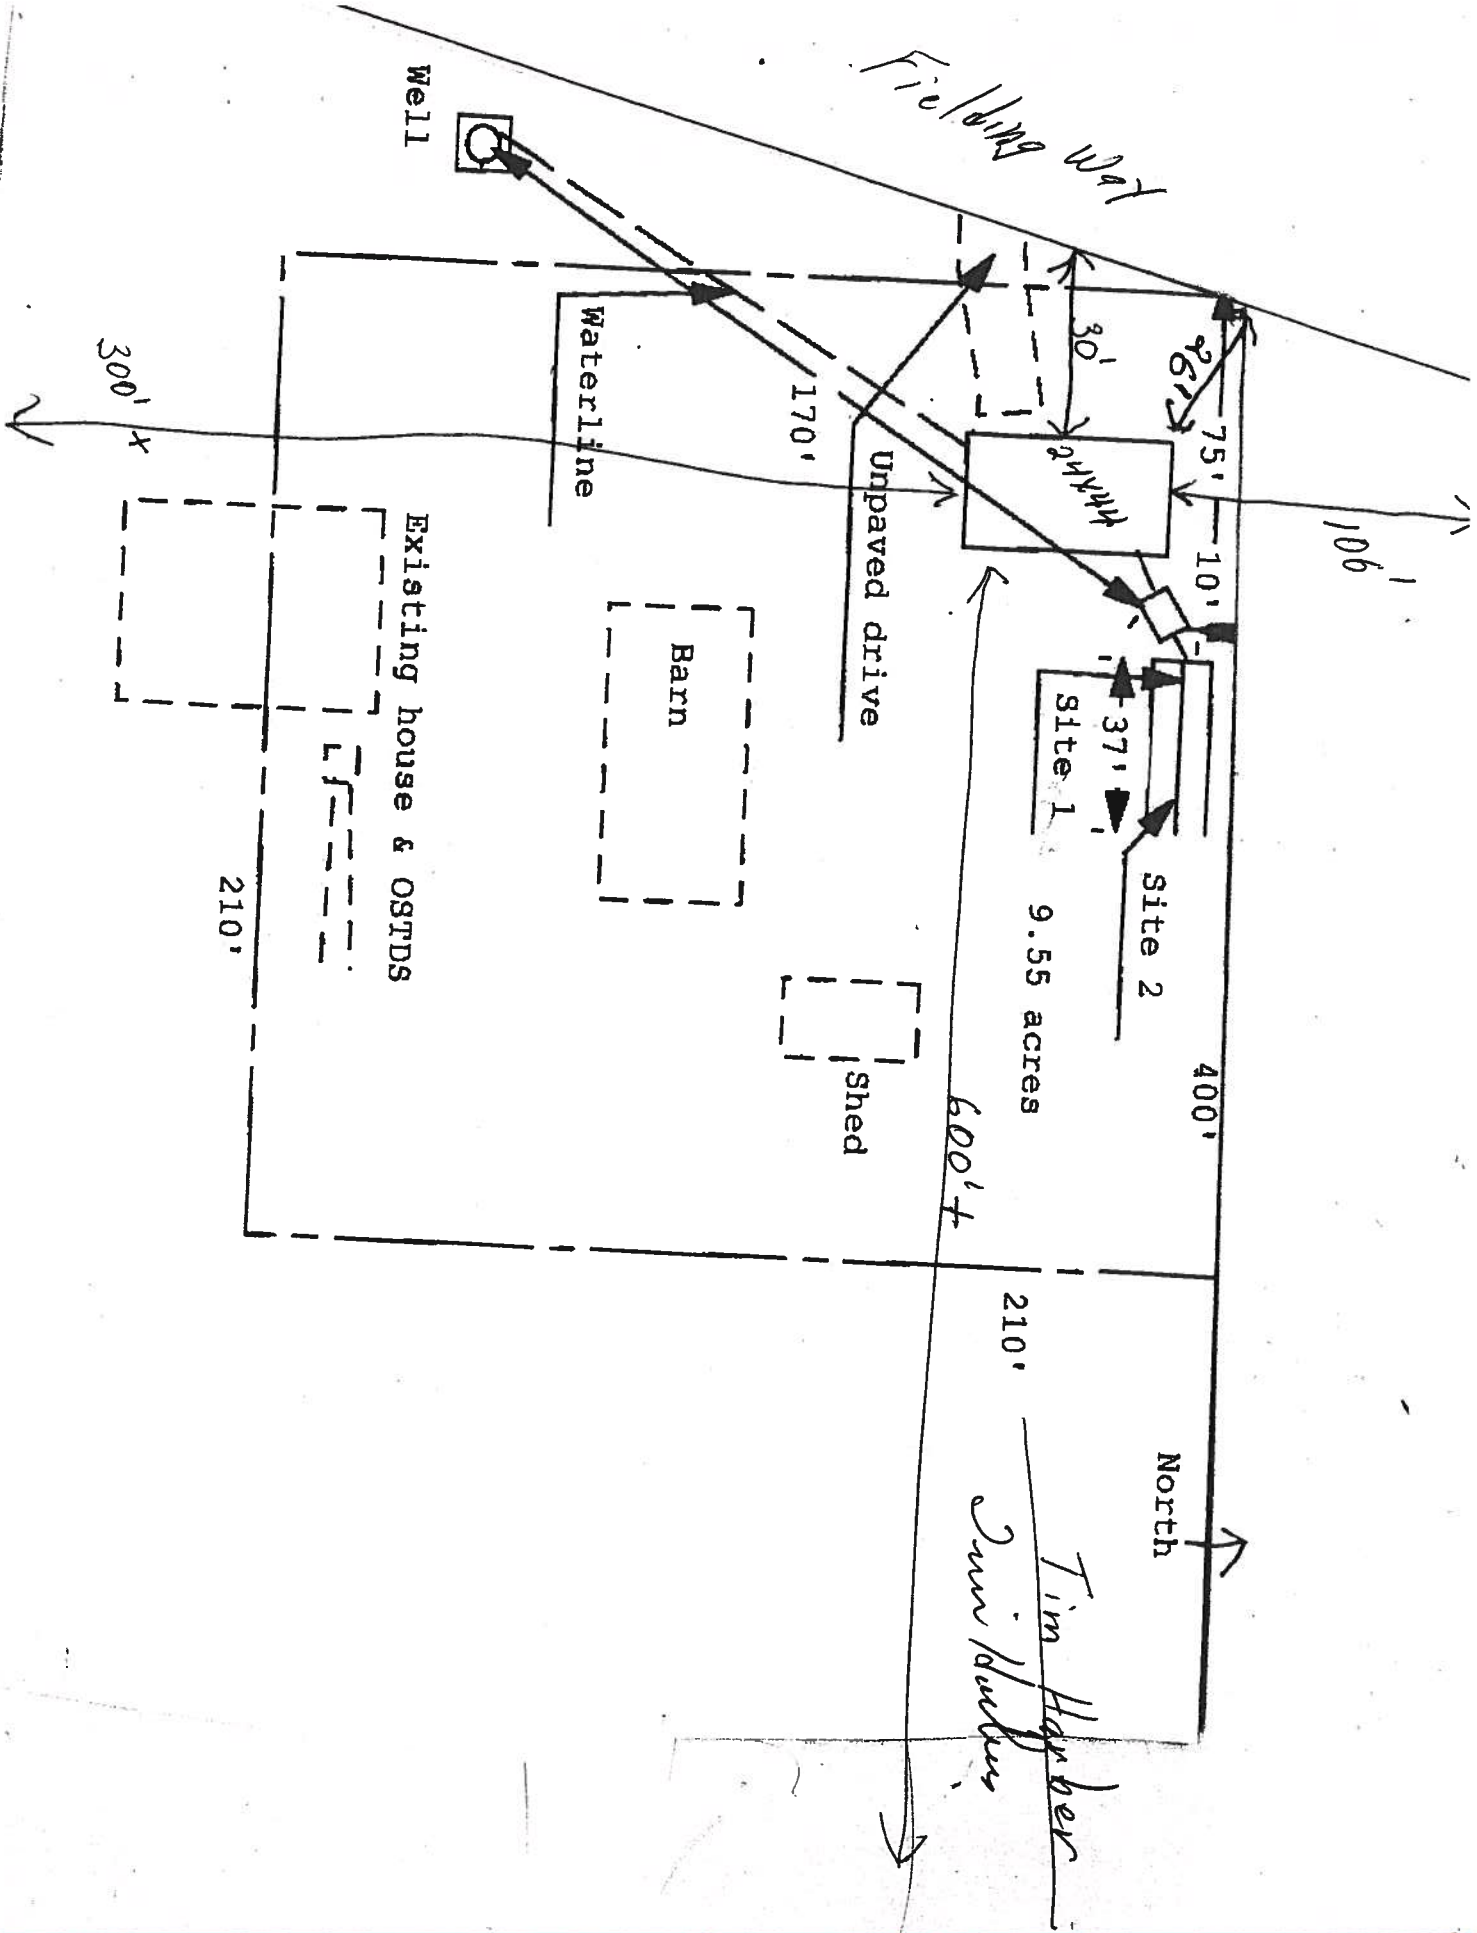 Fielding Way
Well
Waterline
300' x
170'
Unpaved drive
30'
26'
75'
24X44
10'
106'
Existing house & OSTDS
Barn
Site 1
37'
Site 2
9.55 acres
400'
Shed
210'
600' +
210'
North
Tim Harber